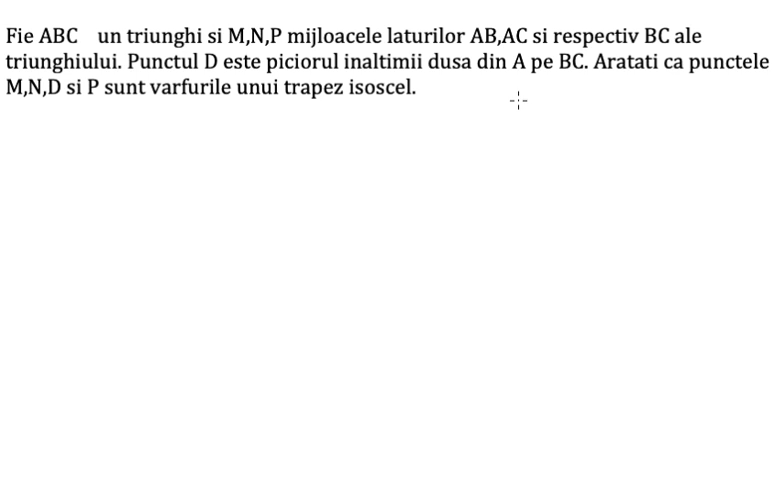 Fie ABC un triunghi si M,N,P mijloacele laturilor AB,AC si respectiv BC ale
triunghiului. Punctul D este piciorul inaltimii dusa din A pe BC. Aratati ca punctele
M,N,D si P sunt varfurile unui trapez isoscel.